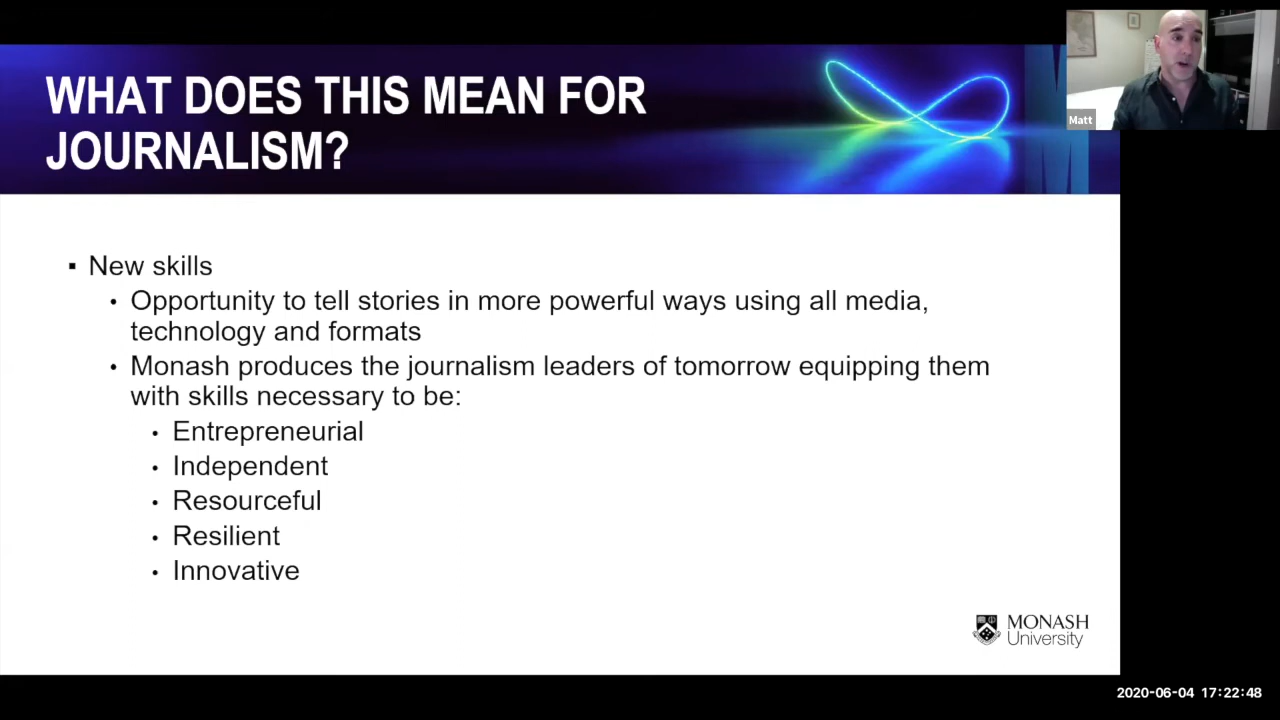 WHAT DOES THIS MEAN FOR
JOURNALISM?
Matt
▪ New skills
• Opportunity to tell stories in more powerful ways using all media,
technology and formats
• Monash produces the journalism leaders of tomorrow equipping them
with skills necessary to be:
• Entrepreneurial
• Independent
• Resourceful
• Resilient
• Innovative
MONASH
University
2020-06-04 17:22:48